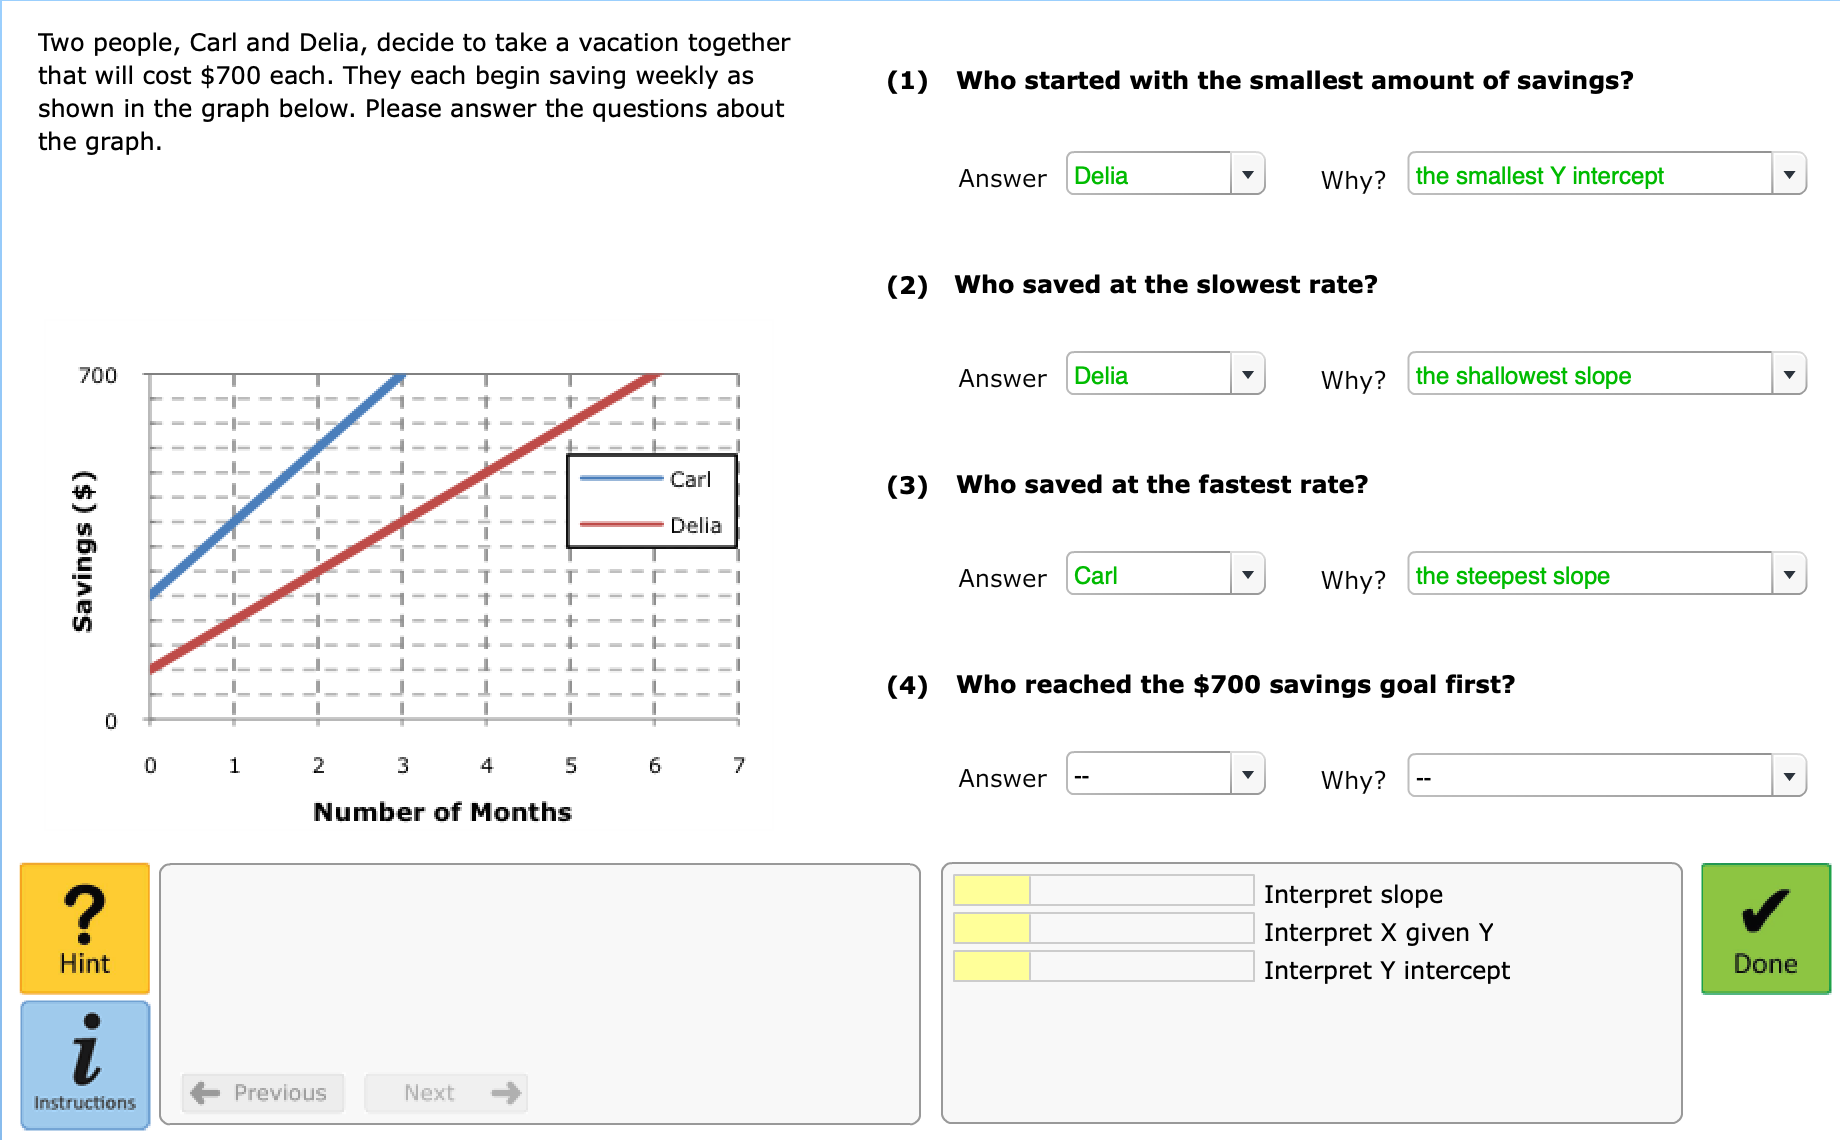 Two people, Carl and Delia, decide to take a vacation together
that will cost $700 each. They each begin saving weekly as
shown in the graph below. Please answer the questions about
the graph.
(1) Who started with the smallest amount of savings?
Answer Delia Why? the smallest Y intercept
(2) Who saved at the slowest rate?
Answer Delia Why? the shallowest slope
(3) Who saved at the fastest rate?
Answer Carl Why? the steepest slope
(4) Who reached the $700 savings goal first?
Answer -- Why? --
700
Savings ($)
Carl
Delia
0
0 1 2 3 4 5 6 7
Number of Months
? Hint
i Instructions
Previous Next
Interpret slope
Interpret X given Y
Interpret Y intercept
Done